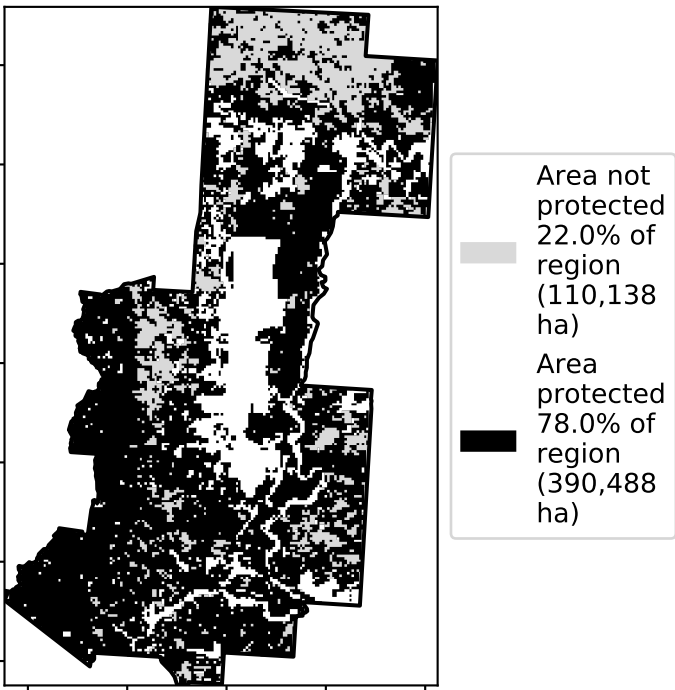 Area not
protected
22.0% of
region
(110,138
ha)
Area
protected
78.0% of
region
(390,488
ha)